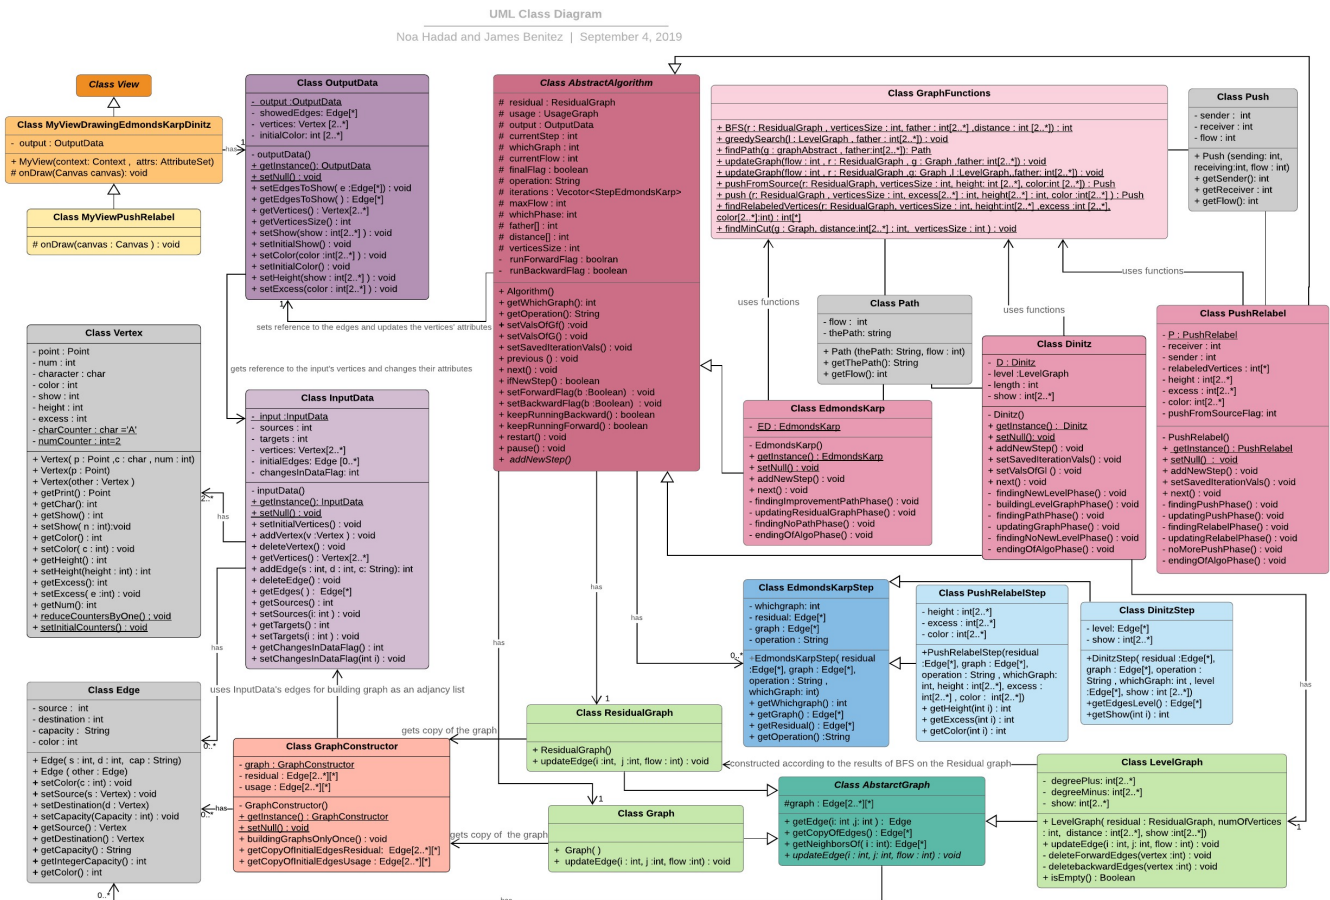 UML Class Diagram
Noa Hadad and James Benitez | September 4, 2019
Class View
Class MyViewDrawingEdmondsKarpDinitz
- output : OutputData
+ MyView(context: Context , attrs: AttributeSet)
# onDraw(Canvas canvas): void
has
1
Class MyViewPushRelabel
# onDraw(canvas : Canvas ) : void
Class OutputData
- output :OutputData
- showedEdges: Edge[*]
- vertices: Vertex [2..*]
- initialColor: int [2..*]
- outputData()
+ getInstance(): OutputData
+ setNull() : void
+ setEdgesToShow( e :Edge[*]) : void
+ getEdgesToShow( ) : Edge[*]
+ getVertices() : Vertex[2..*]
+ getVerticesSize() : int
+ setShow(show : int[2..*] ) : void
+ setInitialShow() : void
+ setColor(color :int[2..*] ) : void
+ setInitialColor() : void
+ setHeight(show : int[2..*] ) : void
+ setExcess(color : int[2..*] ) : void
1
sets reference to the edges and updates the vertices' attributes
gets reference to the input's vertices and changes their attributes
Class AbstractAlgorithm
# residual : ResidualGraph
# usage : UsageGraph
# output : OutputData
# currentStep : int
# whichGraph : int
# currentFlow : int
# finalFlag : boolean
# operation: String
# iterations : Vecotor<StepEdmondsKarp>
# maxFlow : int
# whichPhase : int
# father[] : int
# distance[] : int
# verticesSize : int
- runForwardFlag : boolran
- runBackwardFlag : boolean
+ Algorithm()
+ getWhichGraph(): int
+ getOperation(): String
+ setValsOfGf() :void
+ setValsOfG() : void
+ setSavedIterationVals() : void
+ previous () : void
+ next() : void
+ ifNewStep() : boolean
+ setForwardFlag(b :Boolean) : void
+ setBackwardFlag(b :Boolean) : void
+ keepRunningBackward() : boolean
+ keepRunningForward() : boolean
+ restart() : void
+ pause() : void
+ addNewStep()
Class GraphFunctions
+ BFS(r : ResidualGraph , verticesSize : int, father : int[2..*] ,distance : int [2..*]) : int
+ greedySearch(l : LevelGraph , father : int[2..*]) : void
+ findPath(g : graphAbstract , father:int[2..*]): Path
+ updateGraph(flow : int , r : ResidualGraph , g : Graph ,father: int[2..*]) : void
+ updateGraph(flow : int , r : ResidualGraph ,g: Graph ,l :LevelGraph,,father: int[2..*]) : void
+ pushFromSource(r: ResidualGraph, verticesSize : int, height: int [2..*], color:int [2..*]) : Push
+ push (r: ResidualGraph , verticesSize : int, excess[2..*] : int, height[2..*] : int, color :int[2..*] ) : Push
+ findRelabeledVertices(r: ResidualGraph, verticesSize : int, height:int[2..*] ,excess :int [2..*], color[2..*]:int) : int[*]
+ findMinCut(g : Graph, distance:int[2..*] : int, verticesSize : int ) : void
Class Push
- sender : int
- receiver : int
- flow : int
+ Push (sending: int, receiving:int, flow : int)
+ getSender(): int
+ getReceiver : int
+ getFlow(): int
uses functions
uses functions
uses functions
Class Path
- flow : int
- thePath: string
+ Path (thePath: String, flow : int)
+ getThePath(): String
+ getFlow(): int
Class EdmondsKarp
- ED : EdmondsKarp
- EdmondsKarp()
+ getInstance() : EdmondsKarp
+ setNull() : void
+ addNewStep() : void
+ next() : void
- findingImprovementPathPhase() : void
- updatingResidualGraphPhase() : void
- findingNoPathPhase() : void
- endingOfAlgoPhase() : void
Class Dinitz
- D : Dinitz
- level :LevelGraph
- length : int
- show : int[2..*]
- Dinitz()
+ getInstance() : Dinitz
+ setNull(): void
+ addNewStep() : void
+ setSavedIterationVals() : void
+ setValsOfGl () : void
+ next() : void
- findingNewLevelPhase() : void
- buildingLevelGraphPhase() : void
- findingPathPhase() : void
- updatingGraphPhase() : void
- findingNoNewLevelPhase() : void
- endingOfAlgoPhase() : void
Class PushRelabel
- P : PushRelabel
- receiver : int
- sender : int
- relabeledVertices : int[*]
- height : int[2..*]
- excess : int[2..*]
- color: int[2..*]
- pushFromSourceFlag: int
- PushRelabel()
+ getInstance() : PushRelabel
+ setNull() : void
+ addNewStep() : void
+ setSavedIterationVals() : void
+ next() : void
- findingPushPhase() : void
- updatingPushPhase() : void
- findingRelabelPhase() : void
- updatingRelabelPhase() : void
- noMorePushPhase() : void
- endingOfAlgoPhase() : void
Class Vertex
- point : Point
- num : int
- character : char
- color : int
- show : int
- height : int
- excess : int
- charCounter : char ='A'
- numCounter : int=2
+ Vertex( p : Point ,c : char , num : int)
+ Vertex(p : Point)
+ Vertex(other : Vertex )
+ getPrint() : Point
+ getChar(): int
+ getShow() : int
+ setShow( n : int):void
+ getColor() : int
+ setColor( c : int) : void
+ getHeight() : int
+ setHeight(height : int) : int
+ getExcess(): int
+ setExcess( e :int) : void
+ getNum(): int
+ reduceCountersByOne() : void
+ setInitialCounters() : void
2..*
has
Class InputData
- input :InputData
- sources : int
- targets : int
- vertices: Vertex[2..*]
- initialEdges: Edge [0..*]
- changesInDataFlag: int
- inputData()
+ getInstance(): InputData
+ setNull() : void
+ setInitialVertices() : void
+ addVertex(v :Vertex ) : void
+ deleteVertex() : void
+ getVertices() : Vertex[2..*]
+ addEdge(s : int, d : int, c: String): int
+ deleteEdge() : void
+ getEdges( ) : Edge[*]
+ getSources() : int
+ setSources(i: int ) : void
+ getTargets() : int
+ setTargets(i : int ) : void
+ getChangesInDataFlag() : int
+ setChangesInDataFlag(int i) : void
has
has
has
0..*
uses InputData's edges for building graph as an adjancy list
Class Edge
- source : int
- destination : int
- capacity : String
- color : int
+ Edge( s : int, d : int, cap : String)
+ Edge ( other : Edge)
+ setColor(c : int) : void
+ setSource(s : Vertex) : void
+ setDestination(d : Vertex)
+ setCapacity(Capacity : int) : void
+ getSource() : Vertex
+ getDestination() : Vertex
+ getCapacity() : String
+ getIntegerCapacity() : int
+ getColor() : int
0..*
has
0..*
0..*
Class GraphConstructor
- graph : GraphConstructor
- residual : Edge[2..*][*]
- usage : Edge[2..*][*]
- GraphConstructor()
+ getInstance() : GraphConstructor
+ setNull() : void
+ buildingGraphsOnlyOnce() : void
+ getCopyOfInitialEdgesResidual: Edge[2..*][*]
+ getCopyOfInitialEdgesUsage : Edge[2..*][*]
gets copy of the graph
gets copy of the graph
has
1
Class ResidualGraph
+ ResidualGraph()
+ updateEdge(i :int, j :int,flow : int) : void
1
Class Graph
+ Graph( )
+ updateEdge(i : int, j :int, flow :int) : void
Class EdmondsKarpStep
- whichgraph: int
- residual: Edge[*]
- graph : Edge[*]
- operation : String
+EdmondsKarpStep( residual :Edge[*], graph : Edge[*], operation : String , whichGraph: int)
+ getWhichgraph() : int
+ getGraph() : Edge[*]
+ getResidual() : Edge[*]
+ getOperation() :String
Class PushRelabelStep
- height : int[2..*]
- excess : int[2..*]
- color : int[2..*]
+PushRelabelStep(residual :Edge[*], graph : Edge[*], operation : String , whichGraph: int, height : int[2..*], excess : int[2..*] , color : int[2..*])
+ getHeight(int i) : int
+ getExcess(int i) : int
+ getColor(int i) : int
Class DinitzStep
- level: Edge[*]
- show : int[2..*]
+DinitzStep( residual :Edge[*], graph : Edge[*], operation : String , whichGraph : int , level :Edge[*], show : int [2..*])
+getEdgesLevel() : Edge[*]
+getShow(int i) : int
has
constructed according to the results of BFS on the Residual graph
Class AbsarctGraph
#graph : Edge[2..*][*]
+ getEdge(i: int ,j: int ) : Edge
+ getCopyOfEdges() : Edge[*]
+ getNeighborsOf( i : int): Edge[*]
+ updateEdge(i : int, j: int, flow : int) : void
Class LevelGraph
- degreePlus: int[2..*]
- degreeMinus: int[2..*]
- show: int[2..*]
+ LevelGraph( residual : ResidualGraph, numOfVertices : int, distance : int[2..*], show :int[2..*])
+ updateEdge(i : int, j : int, flow : int) : void
- deleteForwardEdges(vertex :int) : void
- deletebackwardEdges(vertex : int) : void
+ isEmpty() : Boolean
1
has